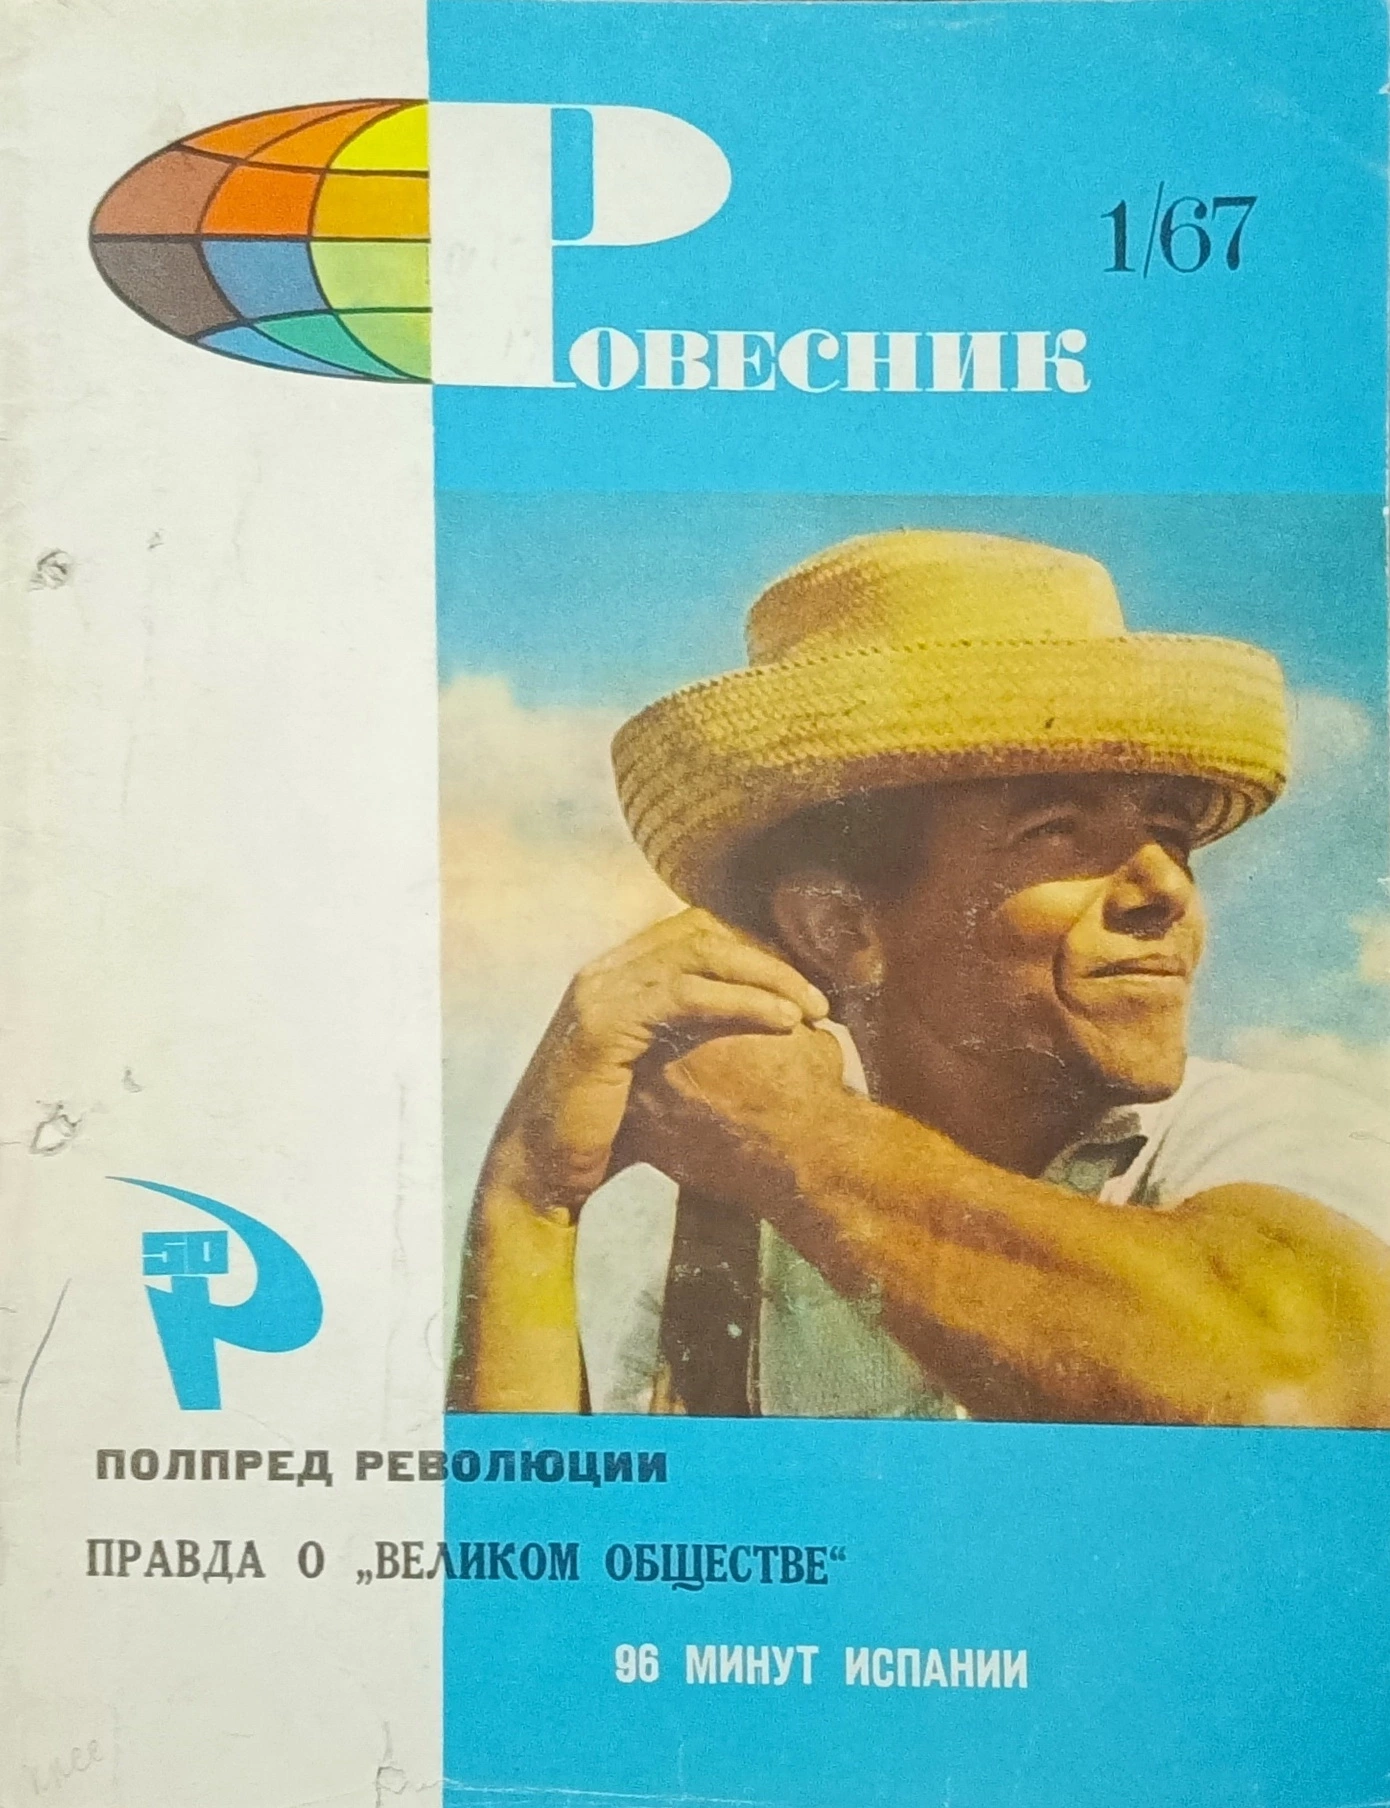 Ровесник
1/67
50
ПОЛПРЕД РЕВОЛЮЦИИ
ПРАВДА О „ВЕЛИКОМ ОБЩЕСТВЕ“
96 МИНУТ ИСПАНИИ